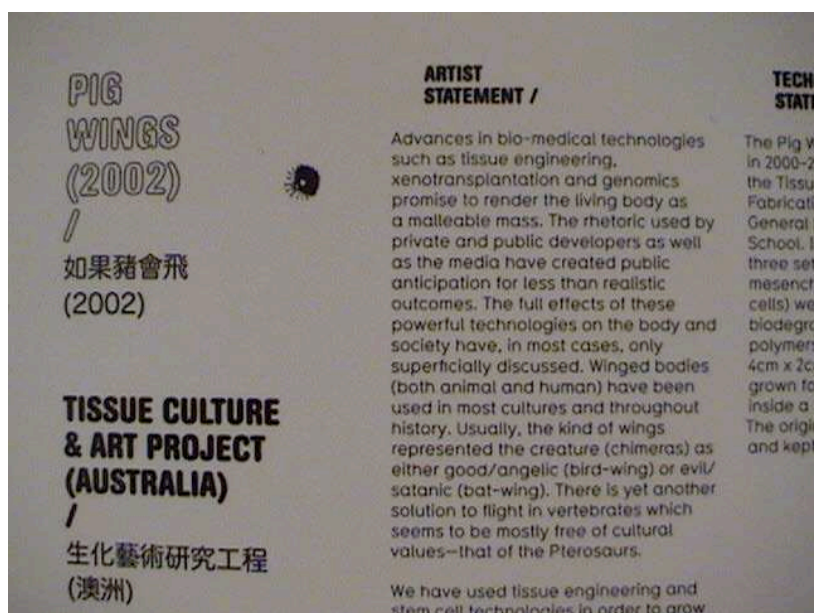 PIG
WINGS
(2002)
/
如果豬會飛
(2002)
TISSUE CULTURE
& ART PROJECT
(AUSTRALIA)
/
生化藝術研究工程
(澳洲)
ARTIST
STATEMENT /
Advances in bio-medical technologies
such as tissue engineering,
xenotransplantation and genomics
promise to render the living body as
a malleable mass. The rhetoric used by
private and public developers as well
as the media have created public
anticipation for less than realistic
outcomes. The full effects of these
powerful technologies on the body and
society have, in most cases, only
superficially discussed. Winged bodies
(both animal and human) have been
used in most cultures and throughout
history. Usually, the kind of wings
represented the creature (chimeras) as
either good/angelic (bird-wing) or evil/
satanic (bat-wing). There is yet another
solution to flight in vertebrates which
seems to be mostly free of cultural
values—that of the Pterosaurs.
We have used tissue engineering and
stem cell technologies in order to grow
TECH
STAT
The Pig W
in 2000-2
the Tissu
Fabricati
General
School. I
three set
mesench
cells) we
biodegra
polymers
4cm x 2c
grown fo
inside a
The origi
and kept